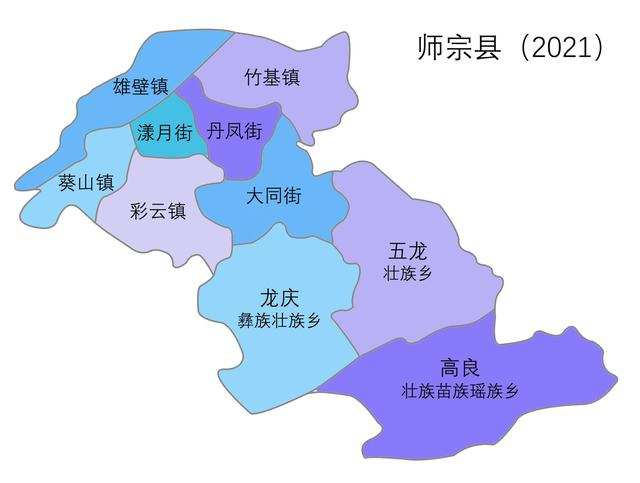 师宗县（2021）
竹基镇
雄壁镇
漾月街
丹凤街
葵山镇
彩云镇
大同街
五龙
壮族乡
龙庆
彝族壮族乡
高良
壮族苗族瑶族乡